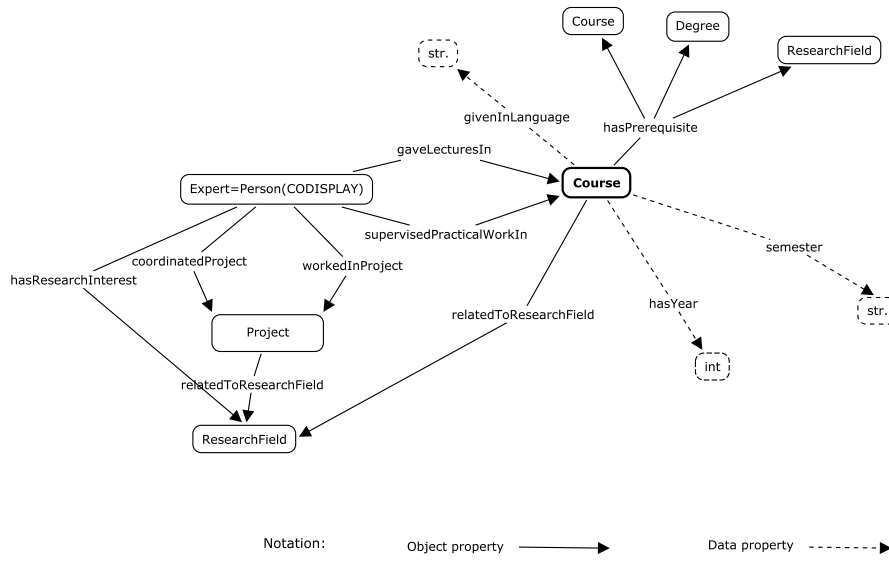 Course
Degree
ResearchField
str.
givenInLanguage
hasPrerequisite
gaveLecturesIn
Expert=Person(CODISPLAY)
Course
supervisedPracticalWorkIn
semester
coordinatedProject
workedInProject
hasResearchInterest
hasYear
str.
relatedToResearchField
Project
int
relatedToResearchField
ResearchField
Notation:
Object property
Data property